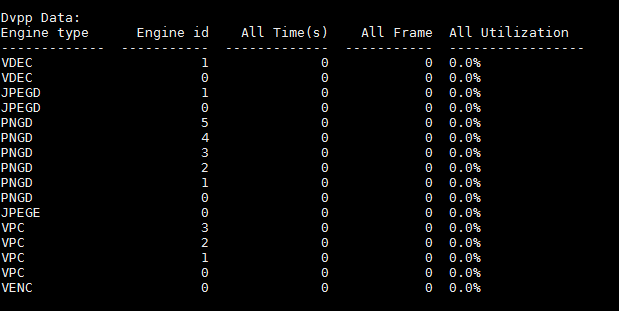 Dvpp Data:
Engine type      Engine id    All Time(s)    All Frame  All Utilization
-------------  -----------  -------------  -----------  -----------------
VDEC                     1              0            0  0.0%
VDEC                     0              0            0  0.0%
JPEGD                    1              0            0  0.0%
JPEGD                    0              0            0  0.0%
PNGD                     5              0            0  0.0%
PNGD                     4              0            0  0.0%
PNGD                     3              0            0  0.0%
PNGD                     2              0            0  0.0%
PNGD                     1              0            0  0.0%
PNGD                     0              0            0  0.0%
JPEGE                    0              0            0  0.0%
VPC                      3              0            0  0.0%
VPC                      2              0            0  0.0%
VPC                      1              0            0  0.0%
VPC                      0              0            0  0.0%
VENC                     0              0            0  0.0%